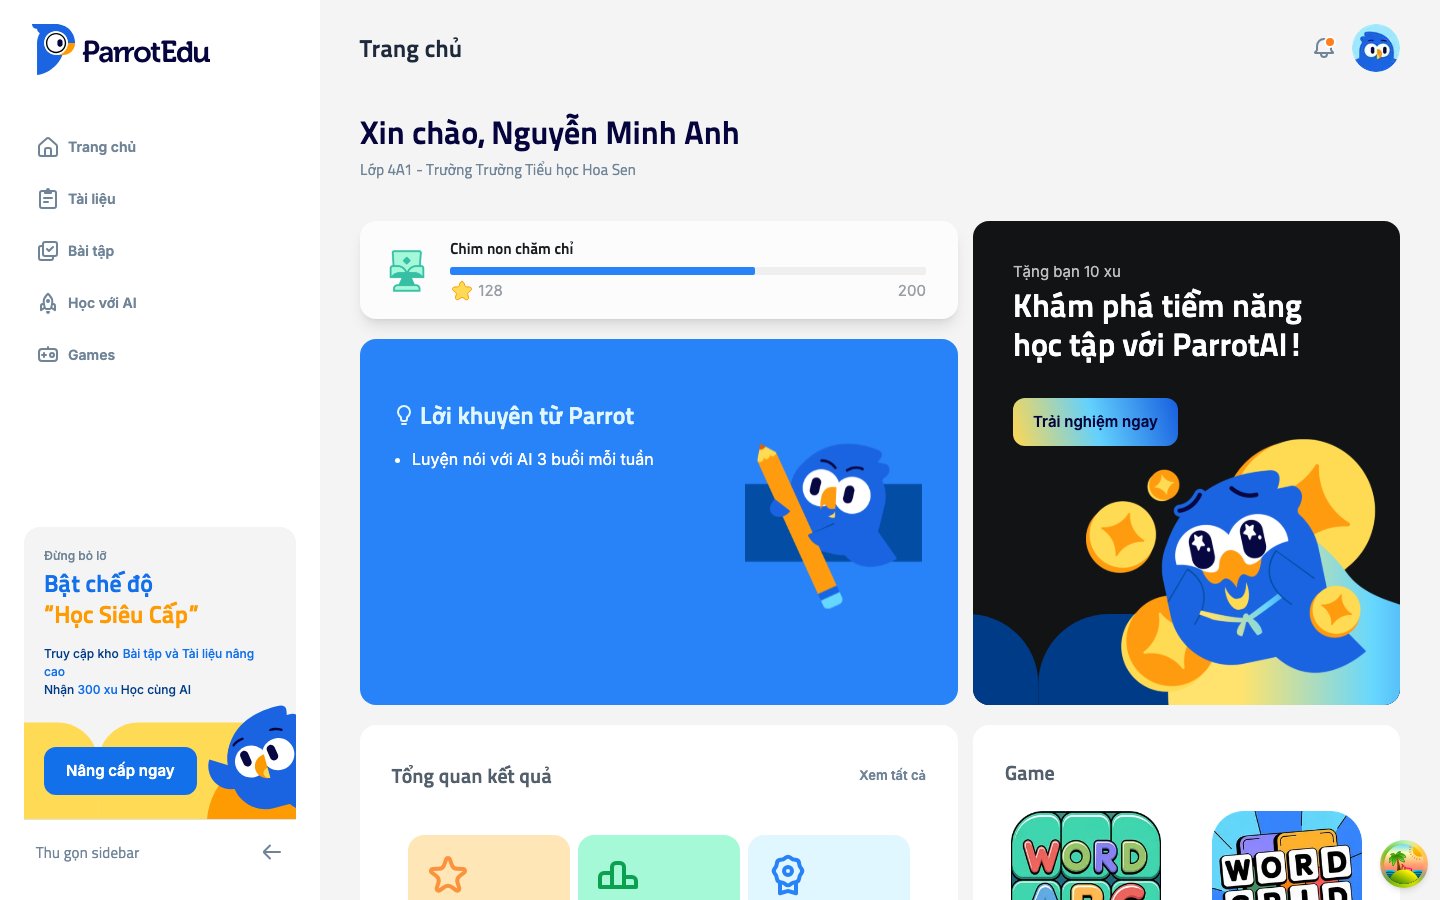 ParrotEdu
Trang chủ
Tài liệu
Bài tập
Học với AI
Games
Đừng bỏ lỡ
Bật chế độ
“Học Siêu Cấp”
Truy cập kho Bài tập và Tài liệu nâng
cao
Nhận 300 xu Học cùng AI
Nâng cấp ngay
Thu gọn sidebar
Trang chủ
Xin chào, Nguyễn Minh Anh
Lớp 4A1 - Trường Trường Tiểu học Hoa Sen
Chim non chăm chỉ
128
200
Lời khuyên từ Parrot
• Luyện nói với AI 3 buổi mỗi tuần
Tặng bạn 10 xu
Khám phá tiềm năng
học tập với ParrotAI!
Trải nghiệm ngay
Tổng quan kết quả
Xem tất cả
Game
WORD
ABC
WORD
GRID